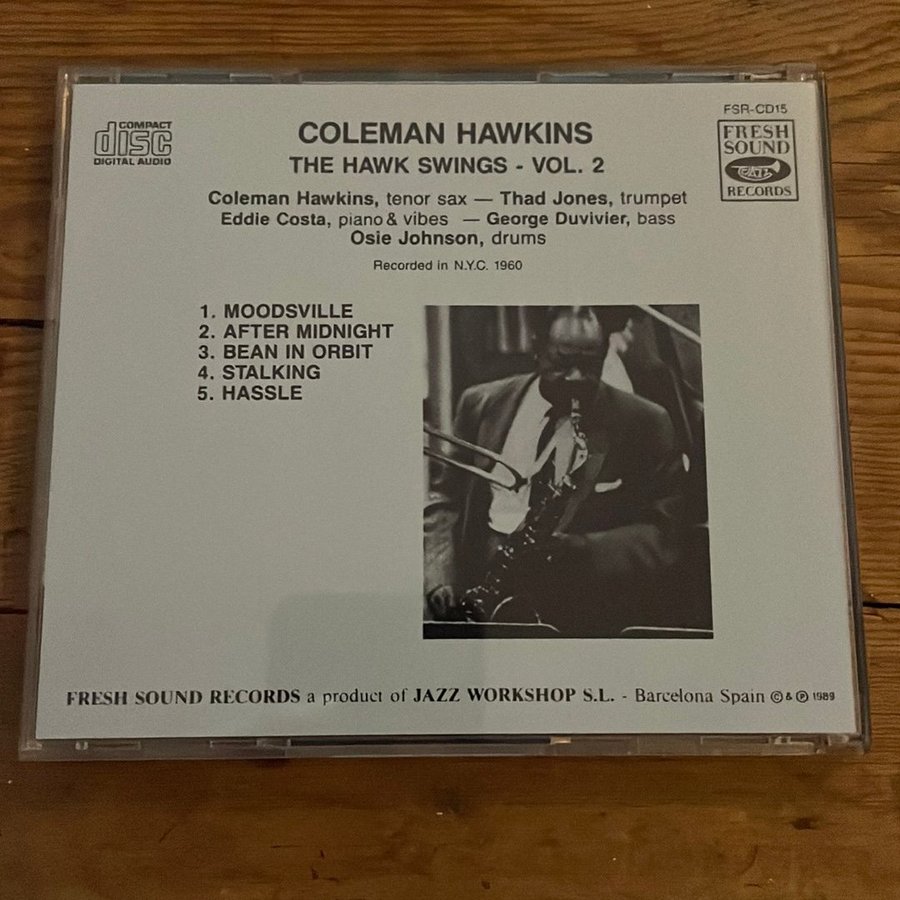 COMPACT
disc
DIGITAL AUDIO
FSR-CD15
FRESH
SOUND
JAZZ
RECORDS
COLEMAN HAWKINS
THE HAWK SWINGS - VOL. 2
Coleman Hawkins, tenor sax — Thad Jones, trumpet
Eddie Costa, piano & vibes — George Duvivier, bass
Osie Johnson, drums
Recorded in N.Y.C. 1960
1. MOODSVILLE
2. AFTER MIDNIGHT
3. BEAN IN ORBIT
4. STALKING
5. HASSLE
FRESH SOUND RECORDS a product of JAZZ WORKSHOP S.L. - Barcelona Spain © & ℗ 1989